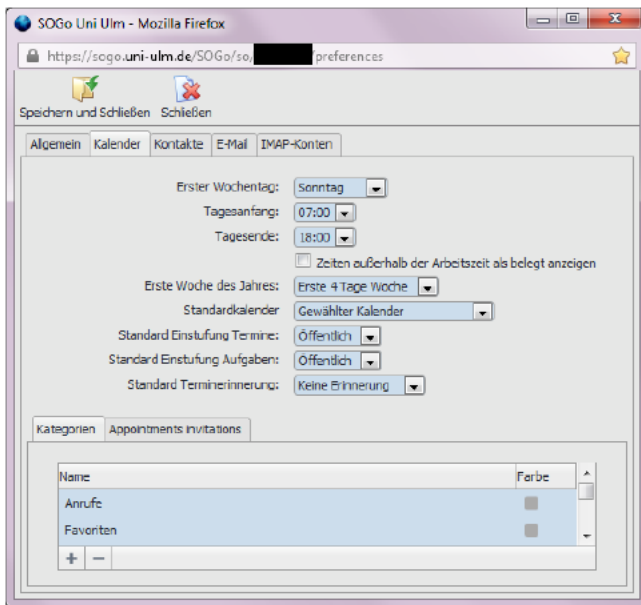 SOGo Uni Ulm - Mozilla Firefox
https://sogo.uni-ulm.de/SOGo/so/ /preferences
Speichern und Schließen Schließen
Allgemein Kalender Kontakte E-Mail IMAP-Konten
Erster Wochentag: Sonntag
Tagesanfang: 07:00
Tagesende: 18:00
Zeiten außerhalb der Arbeitszeit als belegt anzeigen
Erste Woche des Jahres: Erste 4 Tage Woche
Standardkalender Gewählter Kalender
Standard Einstufung Termine: Öffentlich
Standard Einstufung Aufgaben: Öffentlich
Standard Terminerinnerung: Keine Erinnerung
Kategorien Appointments invitations
Name Farbe
Anrufe
Favoriten